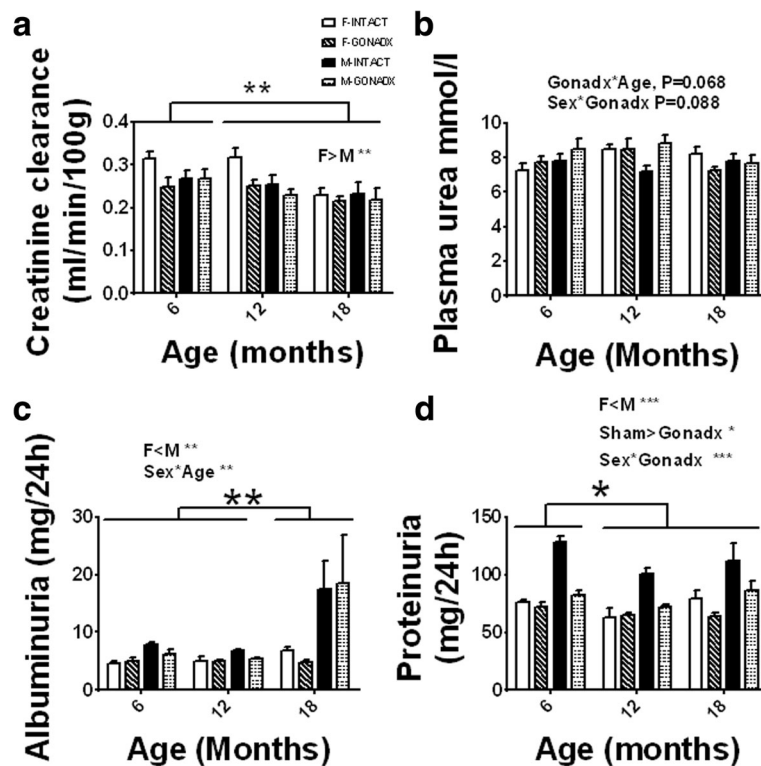 a
F-INTACT
F-GONADX
M-INTACT
M-GONADX
**
F>M **
Creatinine clearance
(ml/min/100g)
0.4
0.3
0.2
0.1
0.0
6
12
18
Age (months)
b
Gonadx*Age, P=0.068
Sex*Gonadx P=0.088
Plasma urea mmol/l
10
8
6
4
2
0
6
12
18
Age (Months)
c
F<M **
Sex*Age **
**
Albuminuria (mg/24h)
30
20
10
0
6
12
18
Age (Months)
d
F<M ***
Sham>Gonadx *
Sex*Gonadx ***
*
Proteinuria
(mg/24h)
150
100
50
0
6
12
18
Age (months)